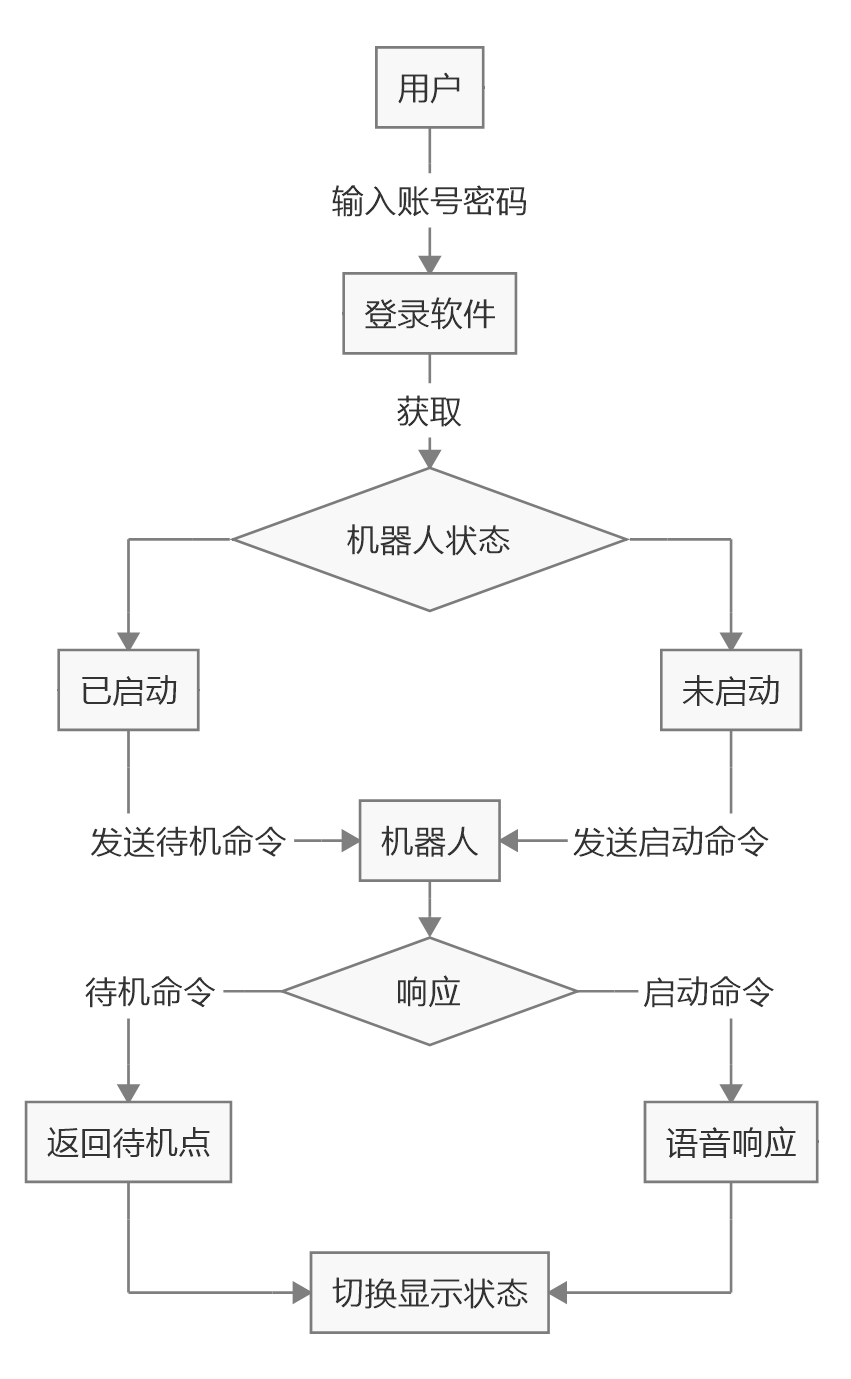 用户
输入账号密码
登录软件
获取
机器人状态
已启动
未启动
发送待机命令
机器人
发送启动命令
待机命令
响应
启动命令
返回待机点
语音响应
切换显示状态